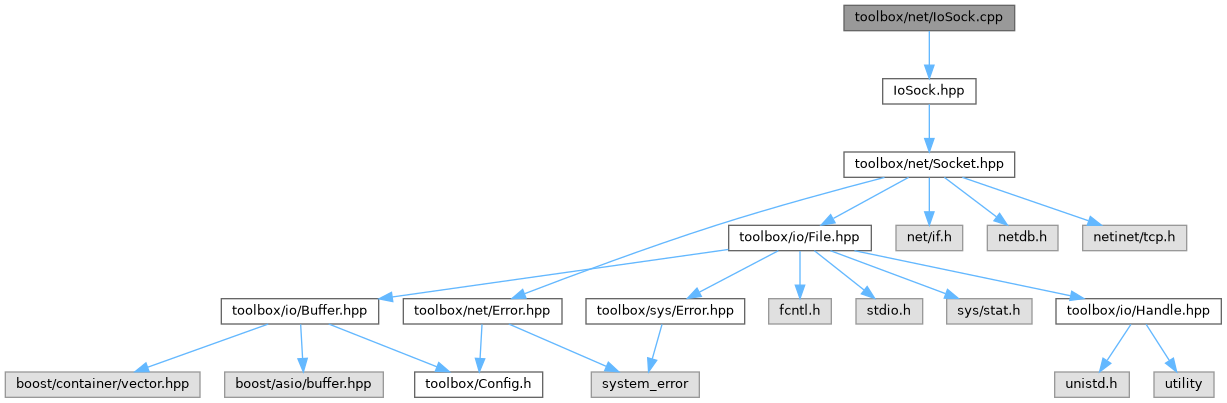 toolbox/net/IoSock.cpp
IoSock.hpp
toolbox/net/Socket.hpp
toolbox/io/File.hpp
net/if.h
netdb.h
netinet/tcp.h
toolbox/io/Buffer.hpp
toolbox/net/Error.hpp
toolbox/sys/Error.hpp
fcntl.h
stdio.h
sys/stat.h
toolbox/io/Handle.hpp
boost/container/vector.hpp
boost/asio/buffer.hpp
toolbox/Config.h
system_error
unistd.h
utility